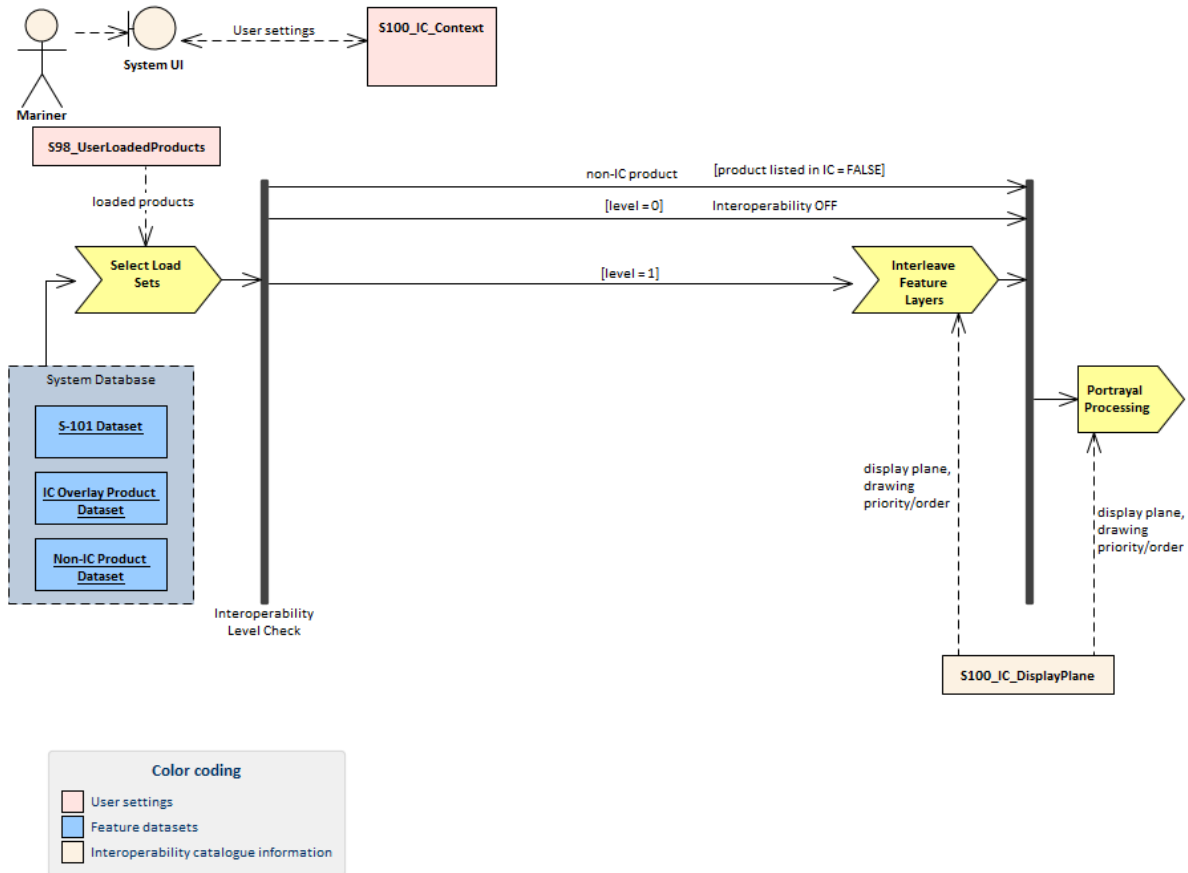 User settings
S100_IC_Context
System UI
Mariner
S98_UserLoadedProducts
loaded products
non-IC product
[product listed in IC = FALSE]
[level = 0]
Interoperability OFF
Select Load
Sets
[level = 1]
Interleave
Feature
Layers
System Database
S-101 Dataset
IC Overlay Product
Dataset
Non-IC Product
Dataset
Interoperability
Level Check
Portrayal
Processing
display plane,
drawing
priority/order
display plane,
drawing
priority/order
S100_IC_DisplayPlane
Color coding
User settings
Feature datasets
Interoperability catalogue information